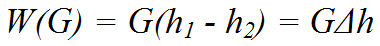 W(G) = G(h₁ - h₂) = GΔh